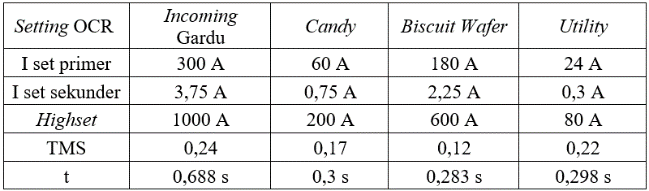 Setting OCR Incoming Gardu Candy Biscuit Wafer Utility
I set primer 300 A 60 A 180 A 24 A
I set sekunder 3,75 A 0,75 A 2,25 A 0,3 A
Highset 1000 A 200 A 600 A 80 A
TMS 0,24 0,17 0,12 0,22
t 0,688 s 0,3 s 0,283 s 0,298 s